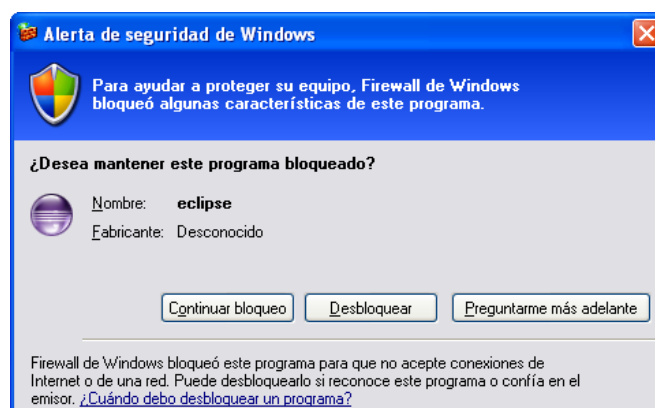 Alerta de seguridad de Windows
Para ayudar a proteger su equipo, Firewall de Windows
bloqueó algunas características de este programa.
¿Desea mantener este programa bloqueado?
Nombre: eclipse
Fabricante: Desconocido
Continuar bloqueo Desbloquear Preguntarme más adelante
Firewall de Windows bloqueó este programa para que no acepte conexiones de
Internet o de una red. Puede desbloquearlo si reconoce este programa o confía en el
emisor. ¿Cuándo debo desbloquear un programa?